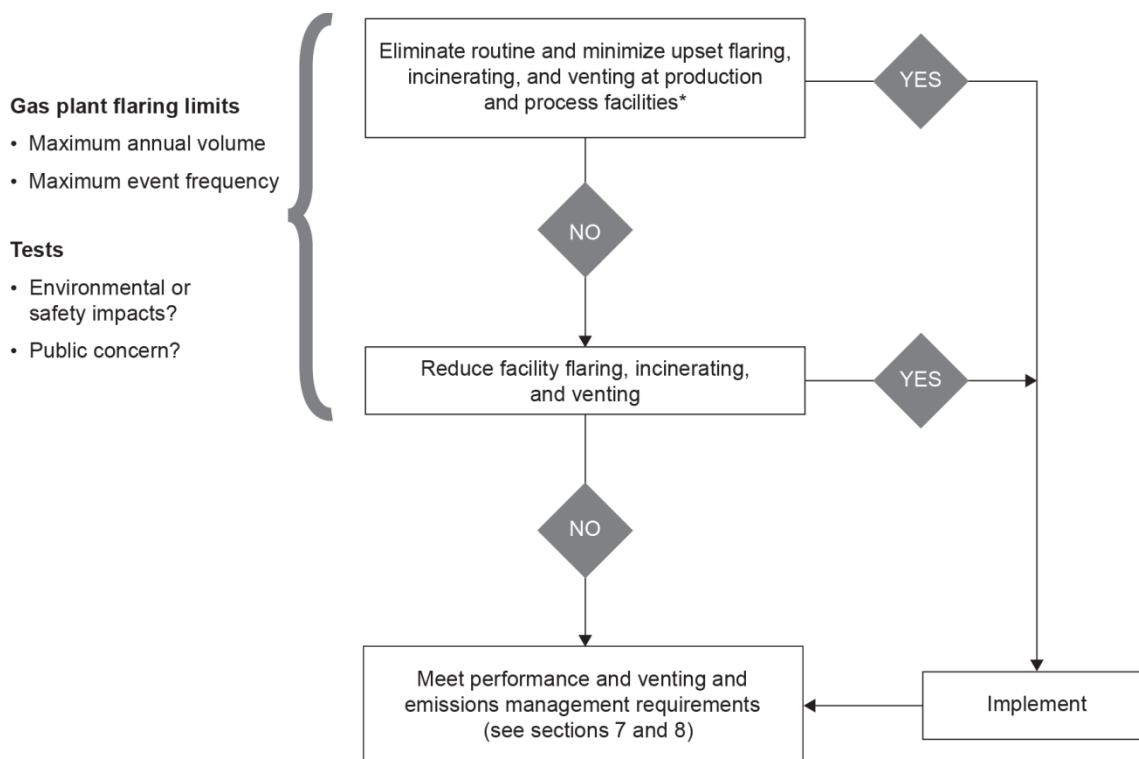 Gas plant flaring limits
• Maximum annual volume
• Maximum event frequency
Tests
• Environmental or
safety impacts?
• Public concern?
Eliminate routine and minimize upset flaring,
incinerating, and venting at production
and process facilities*
YES
NO
Reduce facility flaring, incinerating,
and venting
YES
NO
Meet performance and venting and
emissions management requirements
(see sections 7 and 8)
Implement